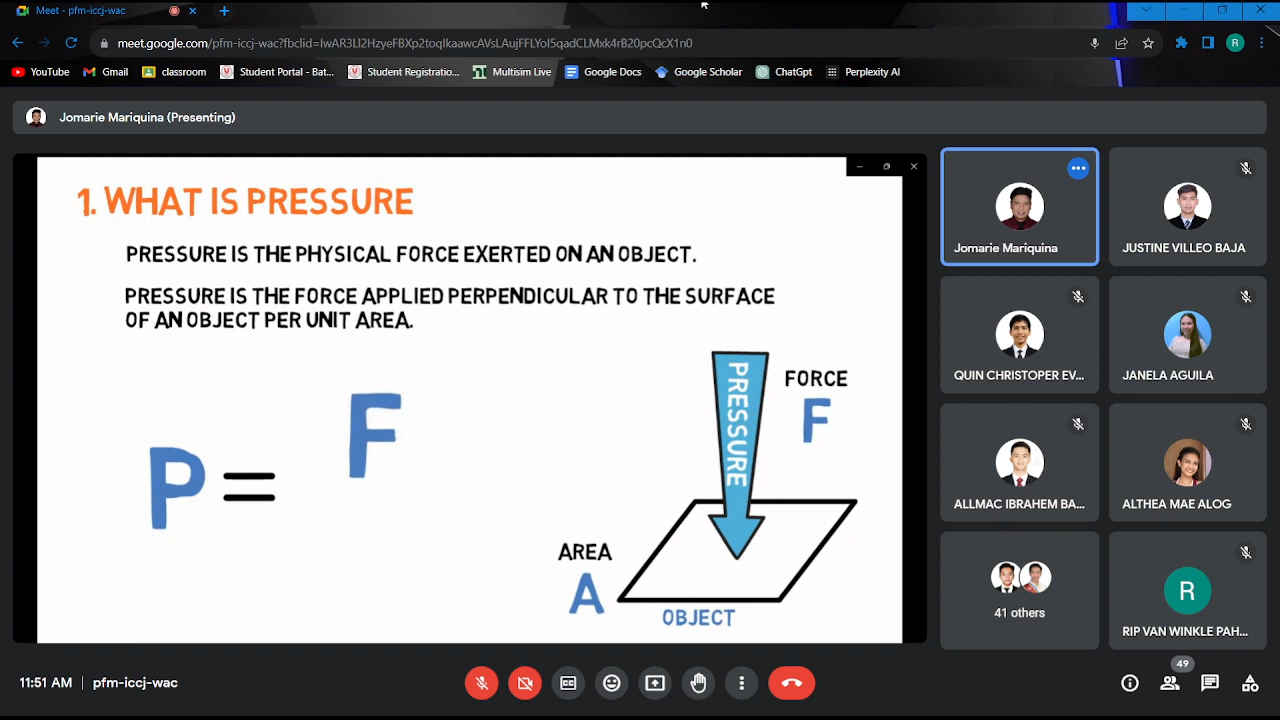 Meet - pfm-iccj-wac
meet.google.com/pfm-iccj-wac?fbclid=IwAR3Ll2HzyeFBXp2toqIkaawcAVsLAujFFLYoI5qadCLMxk4rB20pcQcX1n0
R
YouTube Gmail classroom Student Portal - Bat... Student Registratio... Multisim Live Google Docs Google Scholar ChatGpt Perplexity AI
Jomarie Mariquina (Presenting)
1. WHAT IS PRESSURE
PRESSURE IS THE PHYSICAL FORCE EXERTED ON AN OBJECT.
PRESSURE IS THE FORCE APPLIED PERPENDICULAR TO THE SURFACE
OF AN OBJECT PER UNIT AREA.
P = F
PRESSURE
FORCE
F
AREA
A
OBJECT
Jomarie Mariquina
JUSTINE VILLEO BAJA
QUIN CHRISTOPER EV...
JANELA AGUILA
ALLMAC IBRAHEM BA...
ALTHEA MAE ALOG
41 others
R
RIP VAN WINKLE PAH...
11:51 AM | pfm-iccj-wac
49